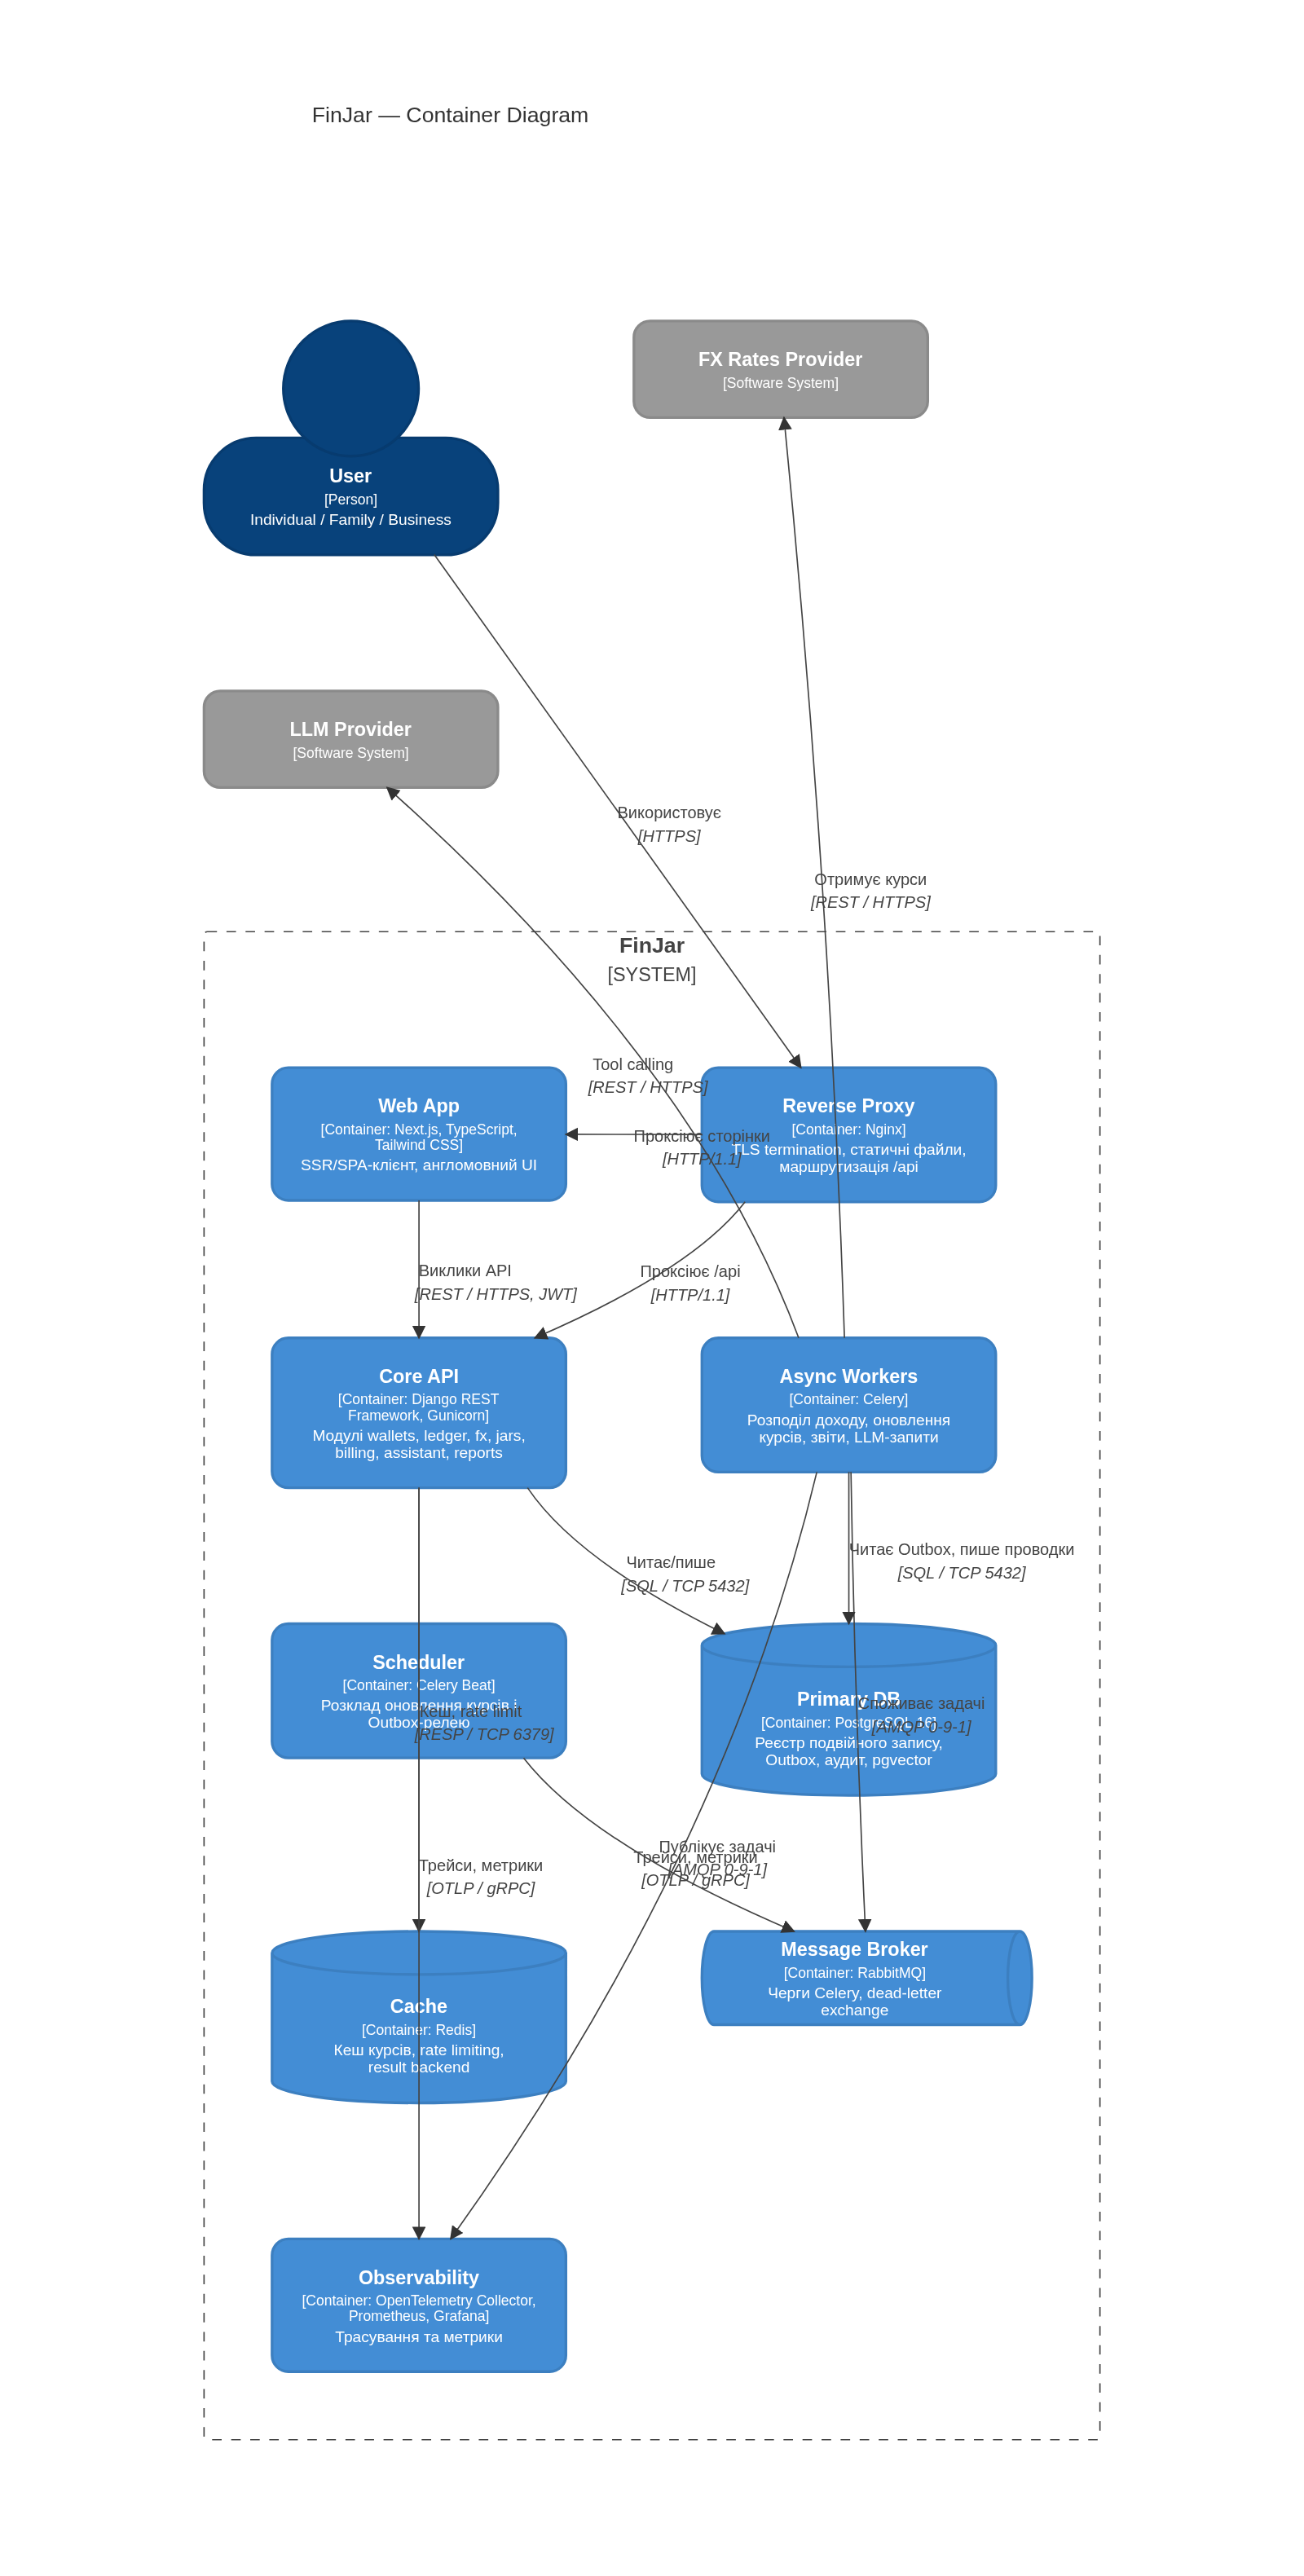 FinJar — Container Diagram
User
[Person]
Individual / Family / Business
FX Rates Provider
[Software System]
LLM Provider
[Software System]
Використовує
[HTTPS]
Отримує курси
[REST / HTTPS]
FinJar
[SYSTEM]
Tool calling
[REST / HTTPS]
Web App
[Container: Next.js, TypeScript,
Tailwind CSS]
SSR/SPA-клієнт, англомовний UI
Проксіює сторінки
[HTTP/1.1]
Reverse Proxy
[Container: Nginx]
TLS termination, статичні файли,
маршрутизація /api
Виклики API
[REST / HTTPS, JWT]
Проксіює /api
[HTTP/1.1]
Core API
[Container: Django REST
Framework, Gunicorn]
Модулі wallets, ledger, fx, jars,
billing, assistant, reports
Async Workers
[Container: Celery]
Розподіл доходу, оновлення
курсів, звіти, LLM-запити
Читає/пише
[SQL / TCP 5432]
Читає Outbox, пише проводки
[SQL / TCP 5432]
Scheduler
[Container: Celery Beat]
Розклад оновлення курсів і
Outbox-релею
Кеш, rate limit
[RESP / TCP 6379]
Primary DB
[Container: PostgreSQL 16]
Реєстр подвійного запису,
Outbox, аудит, pgvector
Споживає задачі
[AMQP 0-9-1]
Публікує задачі
[AMQP 0-9-1]
Трейси, метрики
[OTLP / gRPC]
Трейси, метрики
[OTLP / gRPC]
Cache
[Container: Redis]
Кеш курсів, rate limiting,
result backend
Message Broker
[Container: RabbitMQ]
Черги Celery, dead-letter
exchange
Observability
[Container: OpenTelemetry Collector,
Prometheus, Grafana]
Трасування та метрики